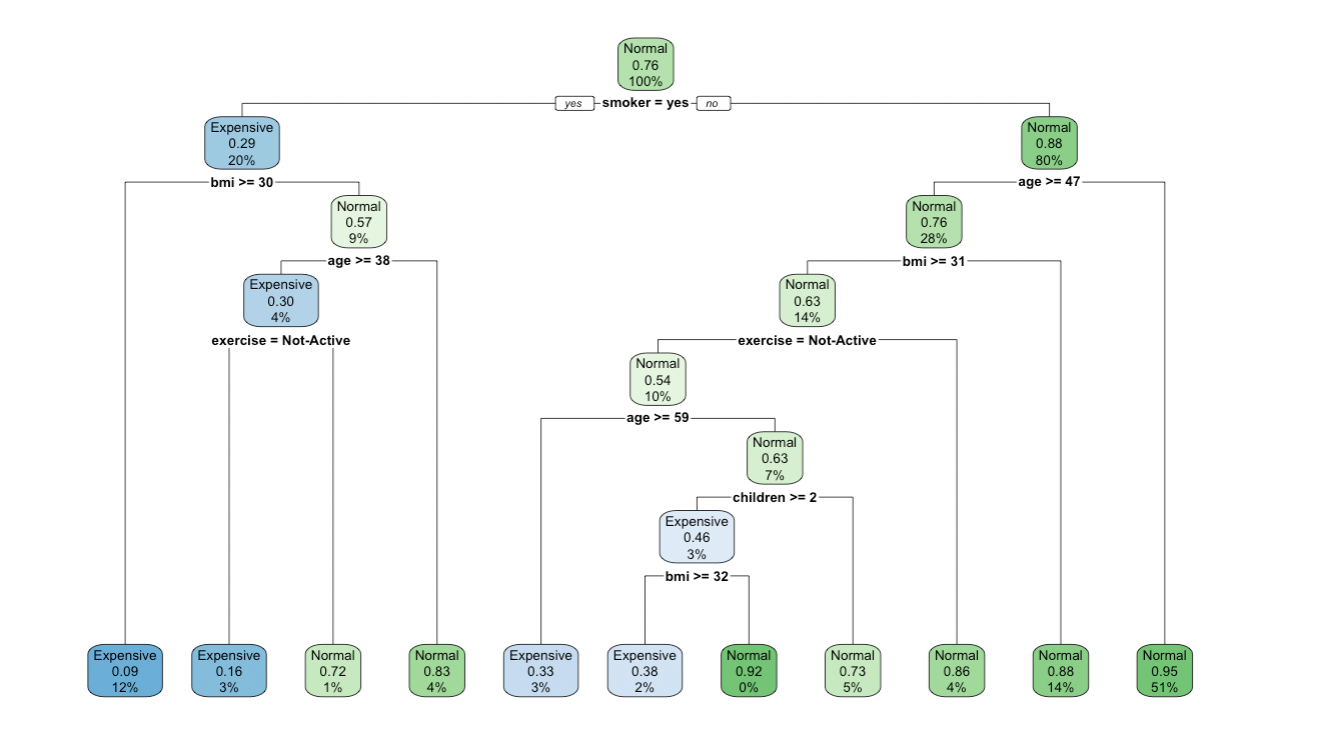 Normal
0.76
100%
yes smoker = yes no
Expensive
0.29
20%
Normal
0.88
80%
bmi >= 30
age >= 47
Normal
0.57
9%
Normal
0.76
28%
age >= 38
bmi >= 31
Expensive
0.30
4%
Normal
0.63
14%
exercise = Not-Active
exercise = Not-Active
Normal
0.54
10%
age >= 59
Normal
0.63
7%
children >= 2
Expensive
0.46
3%
bmi >= 32
Expensive
0.09
12%
Expensive
0.16
3%
Normal
0.72
1%
Normal
0.83
4%
Expensive
0.33
3%
Expensive
0.38
2%
Normal
0.92
0%
Normal
0.73
5%
Normal
0.86
4%
Normal
0.88
14%
Normal
0.95
51%